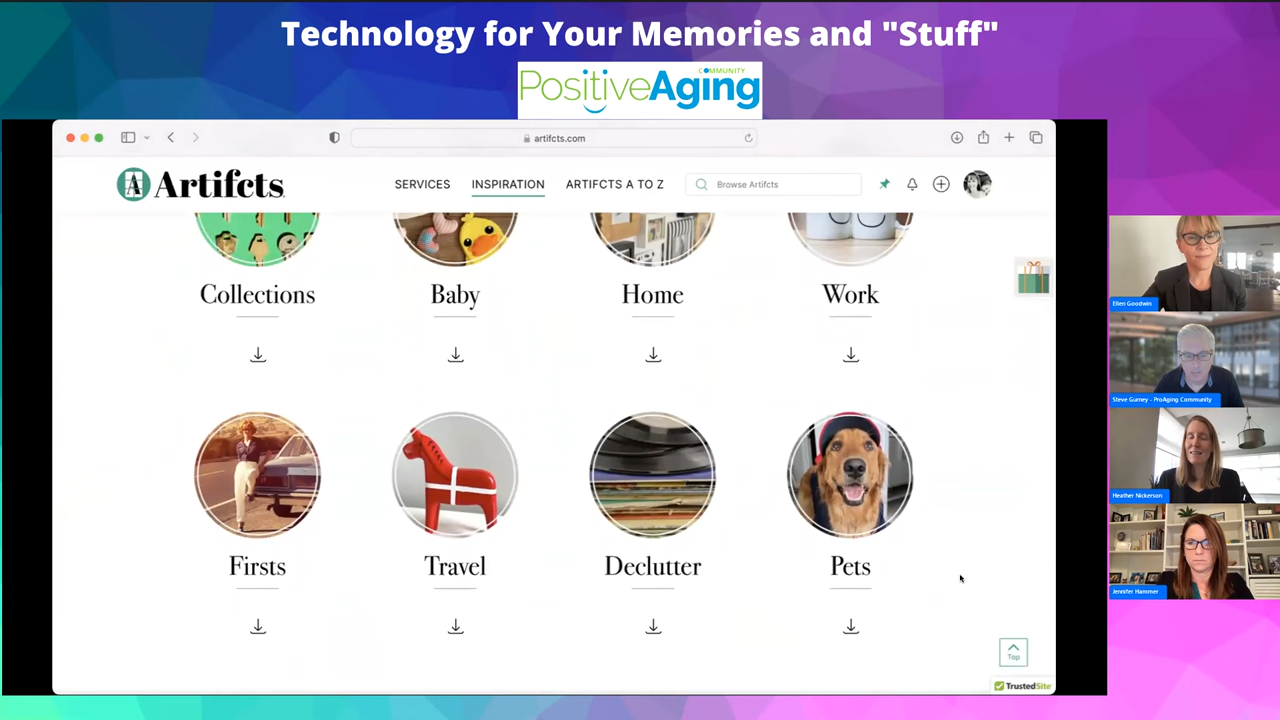 Technology for Your Memories and "Stuff"
COMMUNITY
PositiveAging
artifcts.com
A Artifcts
SERVICES
INSPIRATION
ARTIFCTS A TO Z
Browse Artifcts
Collections
Baby
Home
Work
Firsts
Travel
Declutter
Pets
Top
TrustedSite
Ellen Goodwin
Steve Gurney - ProAging Community
Heather Nickerson
Jennifer Hammer